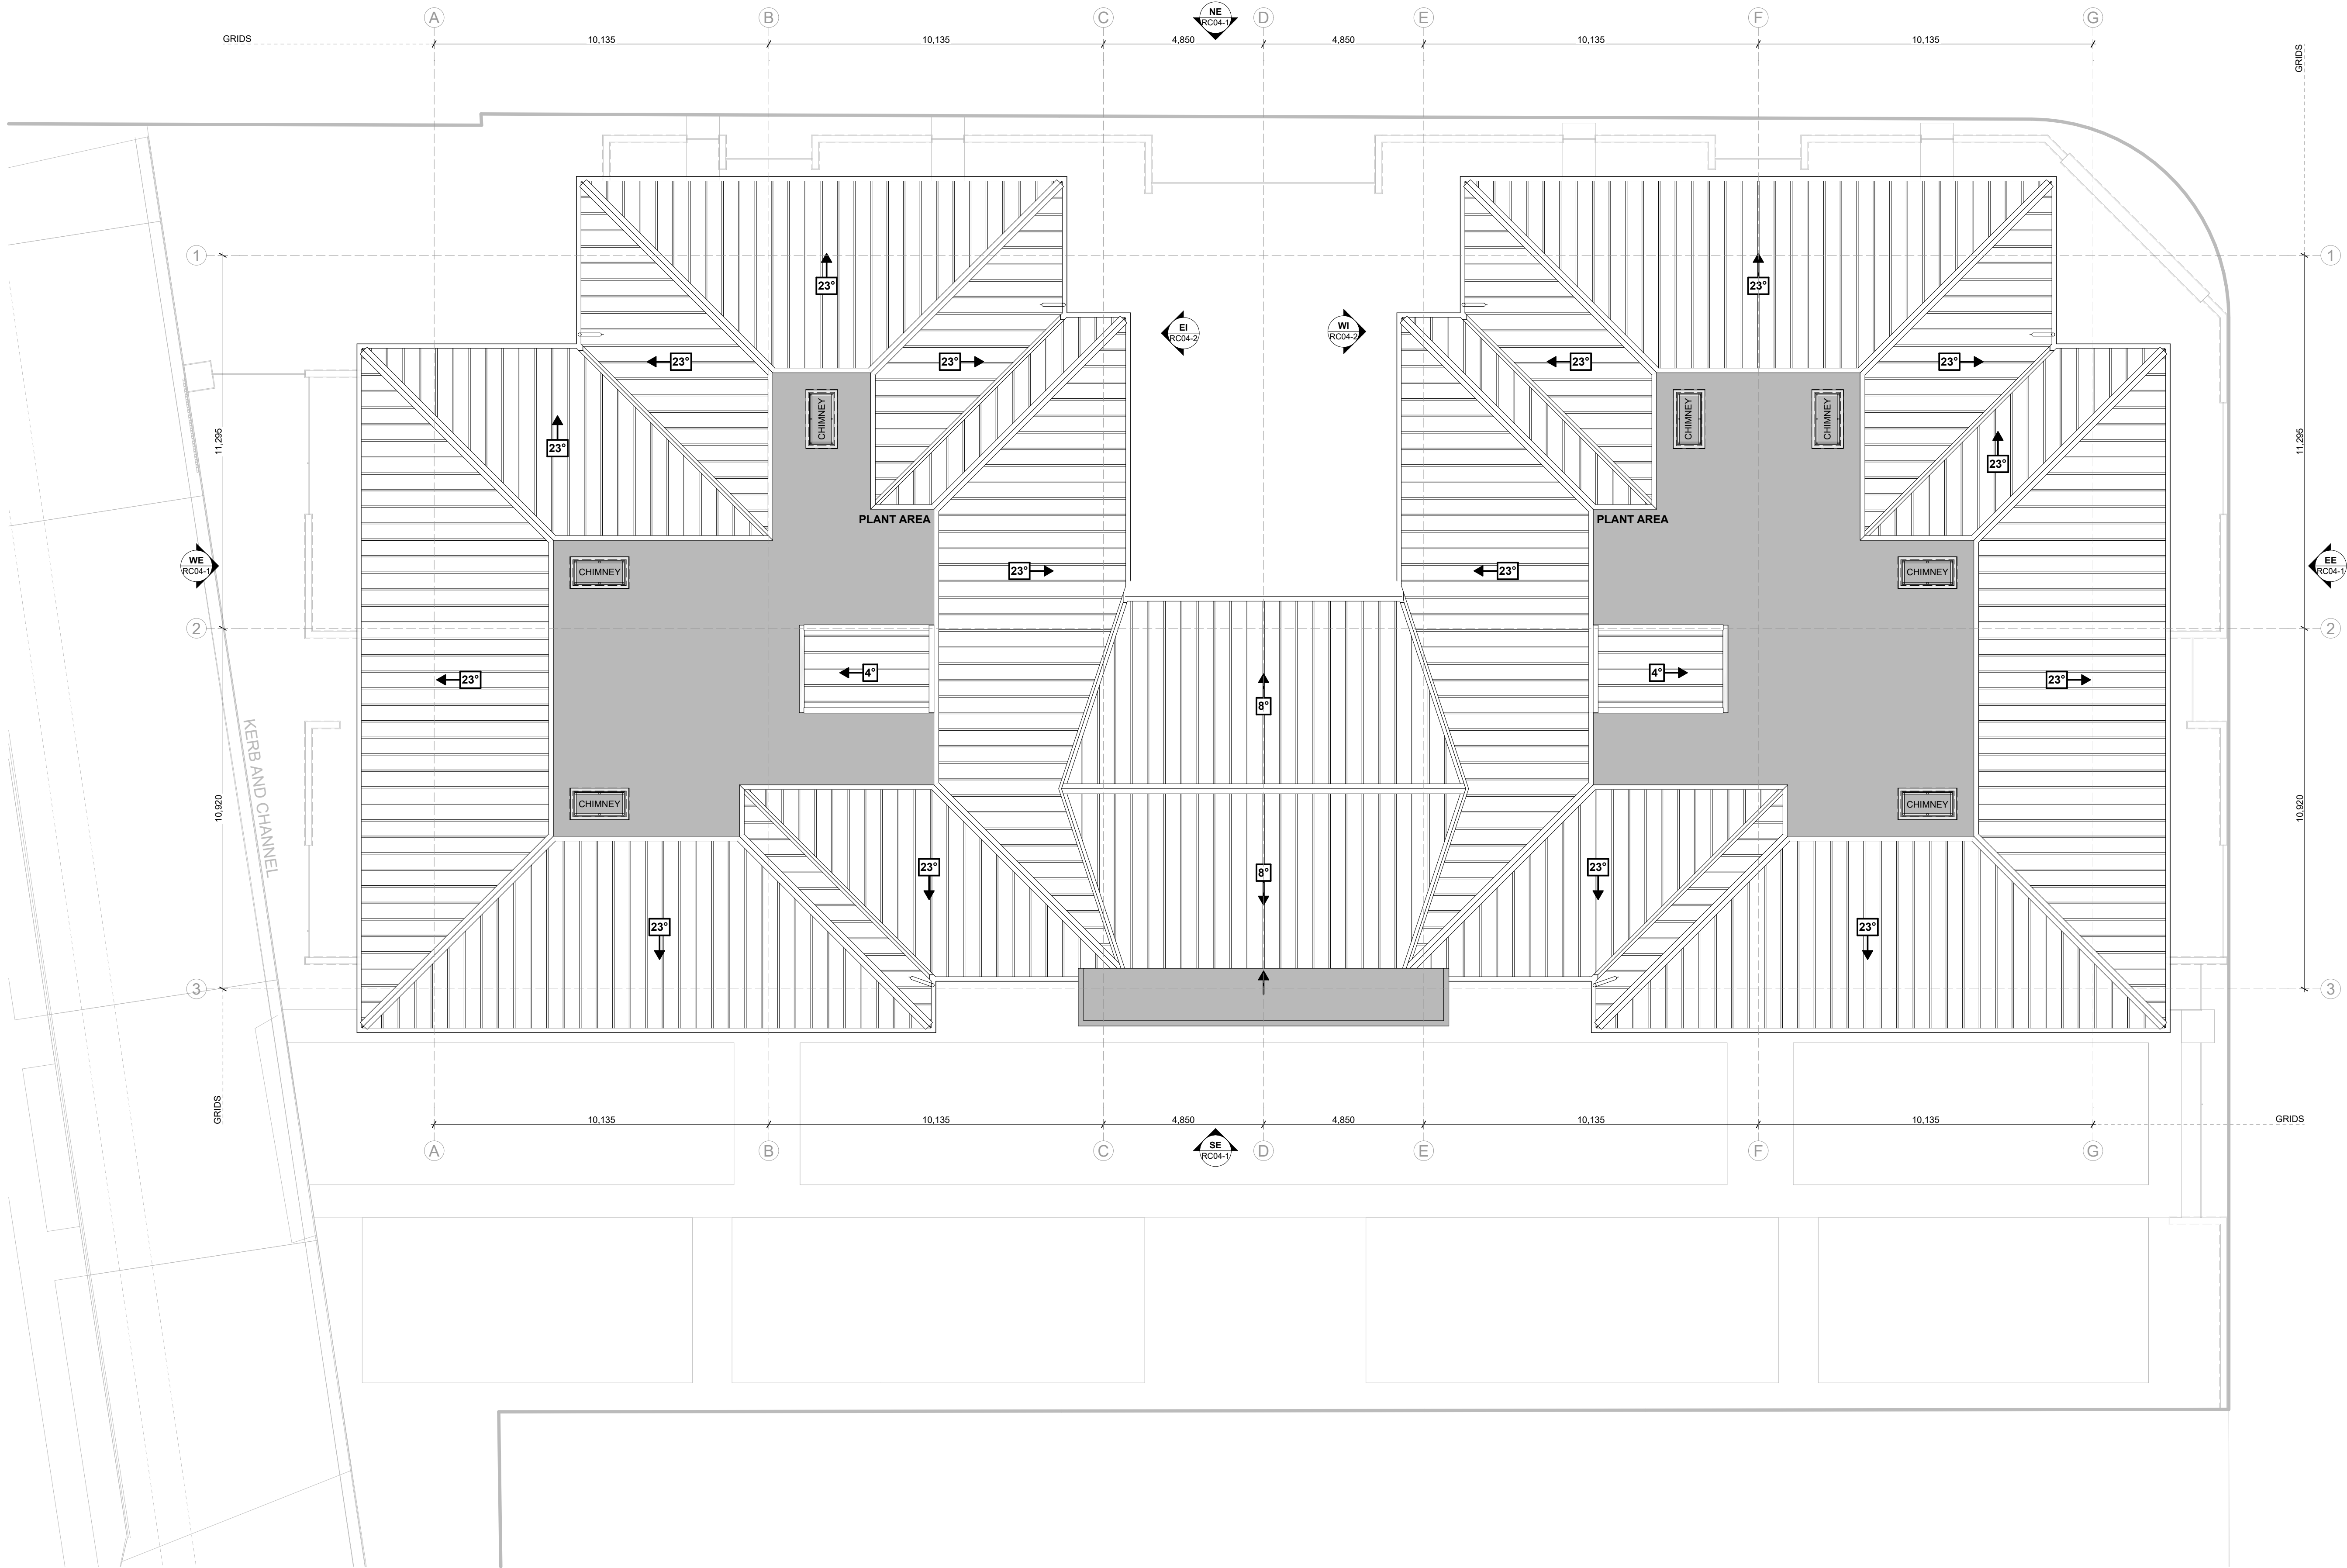 A B C D E F G
NE
RC04-1
GRIDS
10,135 10,135 4,850 4,850 10,135 10,135
GRIDS
1 1
23° 23°
EI
RC04-2
WI
RC04-2
23° 23° 23° 23°
CHIMNEY CHIMNEY CHIMNEY
11,295 11,295
23° 23°
PLANT AREA PLANT AREA
WE
RC04-1
EE
RC04-1
CHIMNEY 23° 23° CHIMNEY
2 2
23° 4° 4° 23°
8°
KERB AND CHANNEL
10,920 10,920
CHIMNEY CHIMNEY
23° 8° 23°
23° 23°
3 3
GRIDS
10,135 10,135 4,850 4,850 10,135 10,135
GRIDS
SE
RC04-1
A B C D E F G